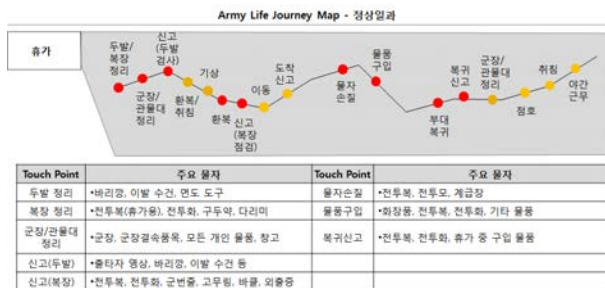 Army Life Journey Map - 정상일과
휴가
두발/
복장
정리
군장/
관물대
정리
신고
(두발
검사)
환복/
취침
기상
환복
신고
(복장
점검)
이동
도착
신고
물자
손질
물품
구입
부대
복귀
복귀
신고
군장/
관물대
정리
점호
취침
야간
근무
Touch Point 주요 물자 Touch Point 주요 물자
두발 정리 •바리깡, 이발 수건, 면도 도구 물자손질 •전투복, 전투모, 계급장
복장 정리 •전투복(휴가용), 전투화, 구두약, 다리미 물품구입 •화장품, 전투복, 전투화, 기타 물품
군장/관물대
정리 •군장, 군장결속품목, 모든 개인 물품, 창고 복귀신고 •전투복, 전투화, 휴가 중 구입 물품
신고(두발) •출타자 명상, 바리깡, 이발 수건 등
신고(복장) •전투복, 전투화, 군번줄, 고무링, 바클, 외출증